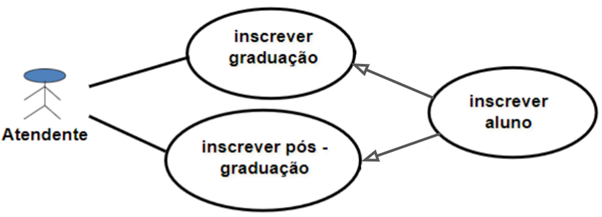 inscrever
graduação
Atendente
inscrever pós -
graduação
inscrever
aluno